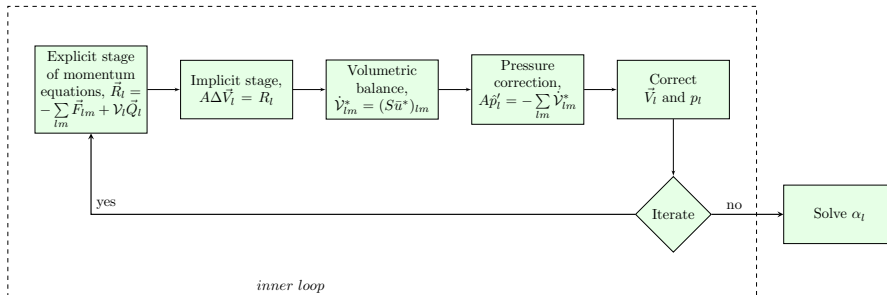 Explicit stage
of momentum
equations, \vec{R}_l =
-\sum_{lm} \vec{F}_{lm} + \mathcal{V}_l \vec{Q}_l
Implicit stage,
A\Delta\vec{V}_l = R_l
Volumetric
balance,
\dot{\mathcal{V}}^*_{lm} = (S\bar{u}^*)_{lm}
Pressure
correction,
A\hat{p}'_l = -\sum_{lm} \dot{\mathcal{V}}^*_{lm}
Correct
\vec{V}_l and p_l
yes
Iterate
no
Solve α_l
inner loop